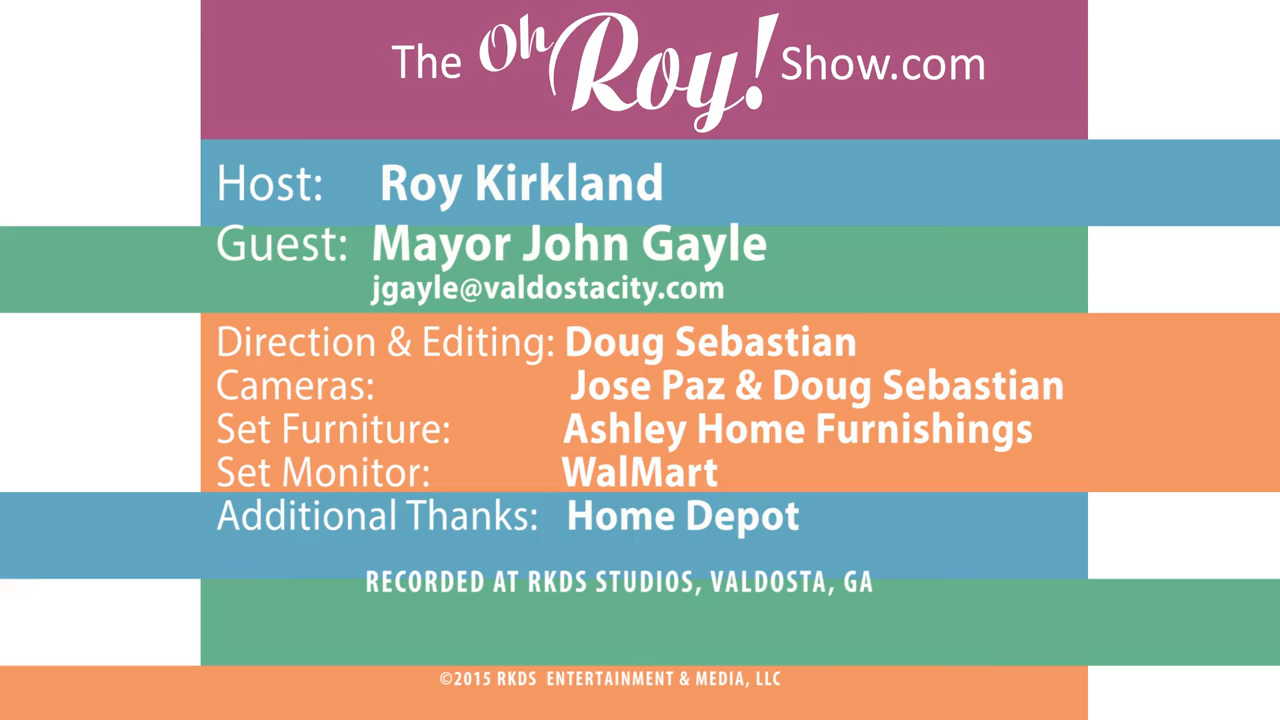 The Oh Roy! Show.com
Host: Roy Kirkland
Guest: Mayor John Gayle
jgayle@valdostacity.com
Direction & Editing: Doug Sebastian
Cameras: Jose Paz & Doug Sebastian
Set Furniture: Ashley Home Furnishings
Set Monitor: WalMart
Additional Thanks: Home Depot
RECORDED AT RKDS STUDIOS, VALDOSTA, GA
©2015 RKDS ENTERTAINMENT & MEDIA, LLC